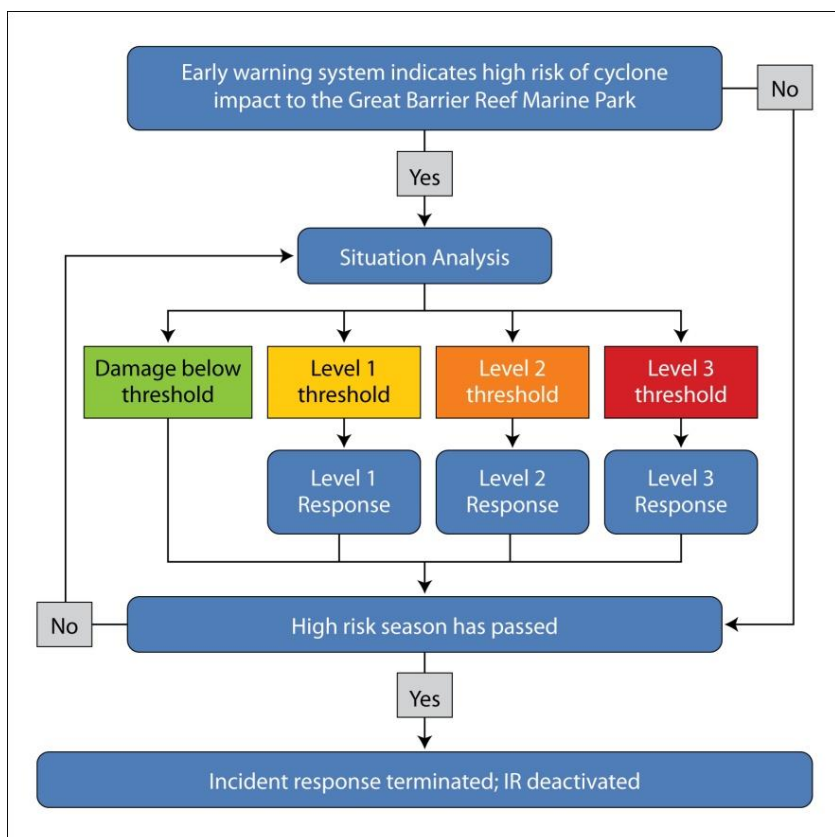 Early warning system indicates high risk of cyclone
impact to the Great Barrier Reef Marine Park
No
Yes
Situation Analysis
Damage below
threshold
Level 1
threshold
Level 2
threshold
Level 3
threshold
Level 1
Response
Level 2
Response
Level 3
Response
No
High risk season has passed
Yes
Incident response terminated; IR deactivated